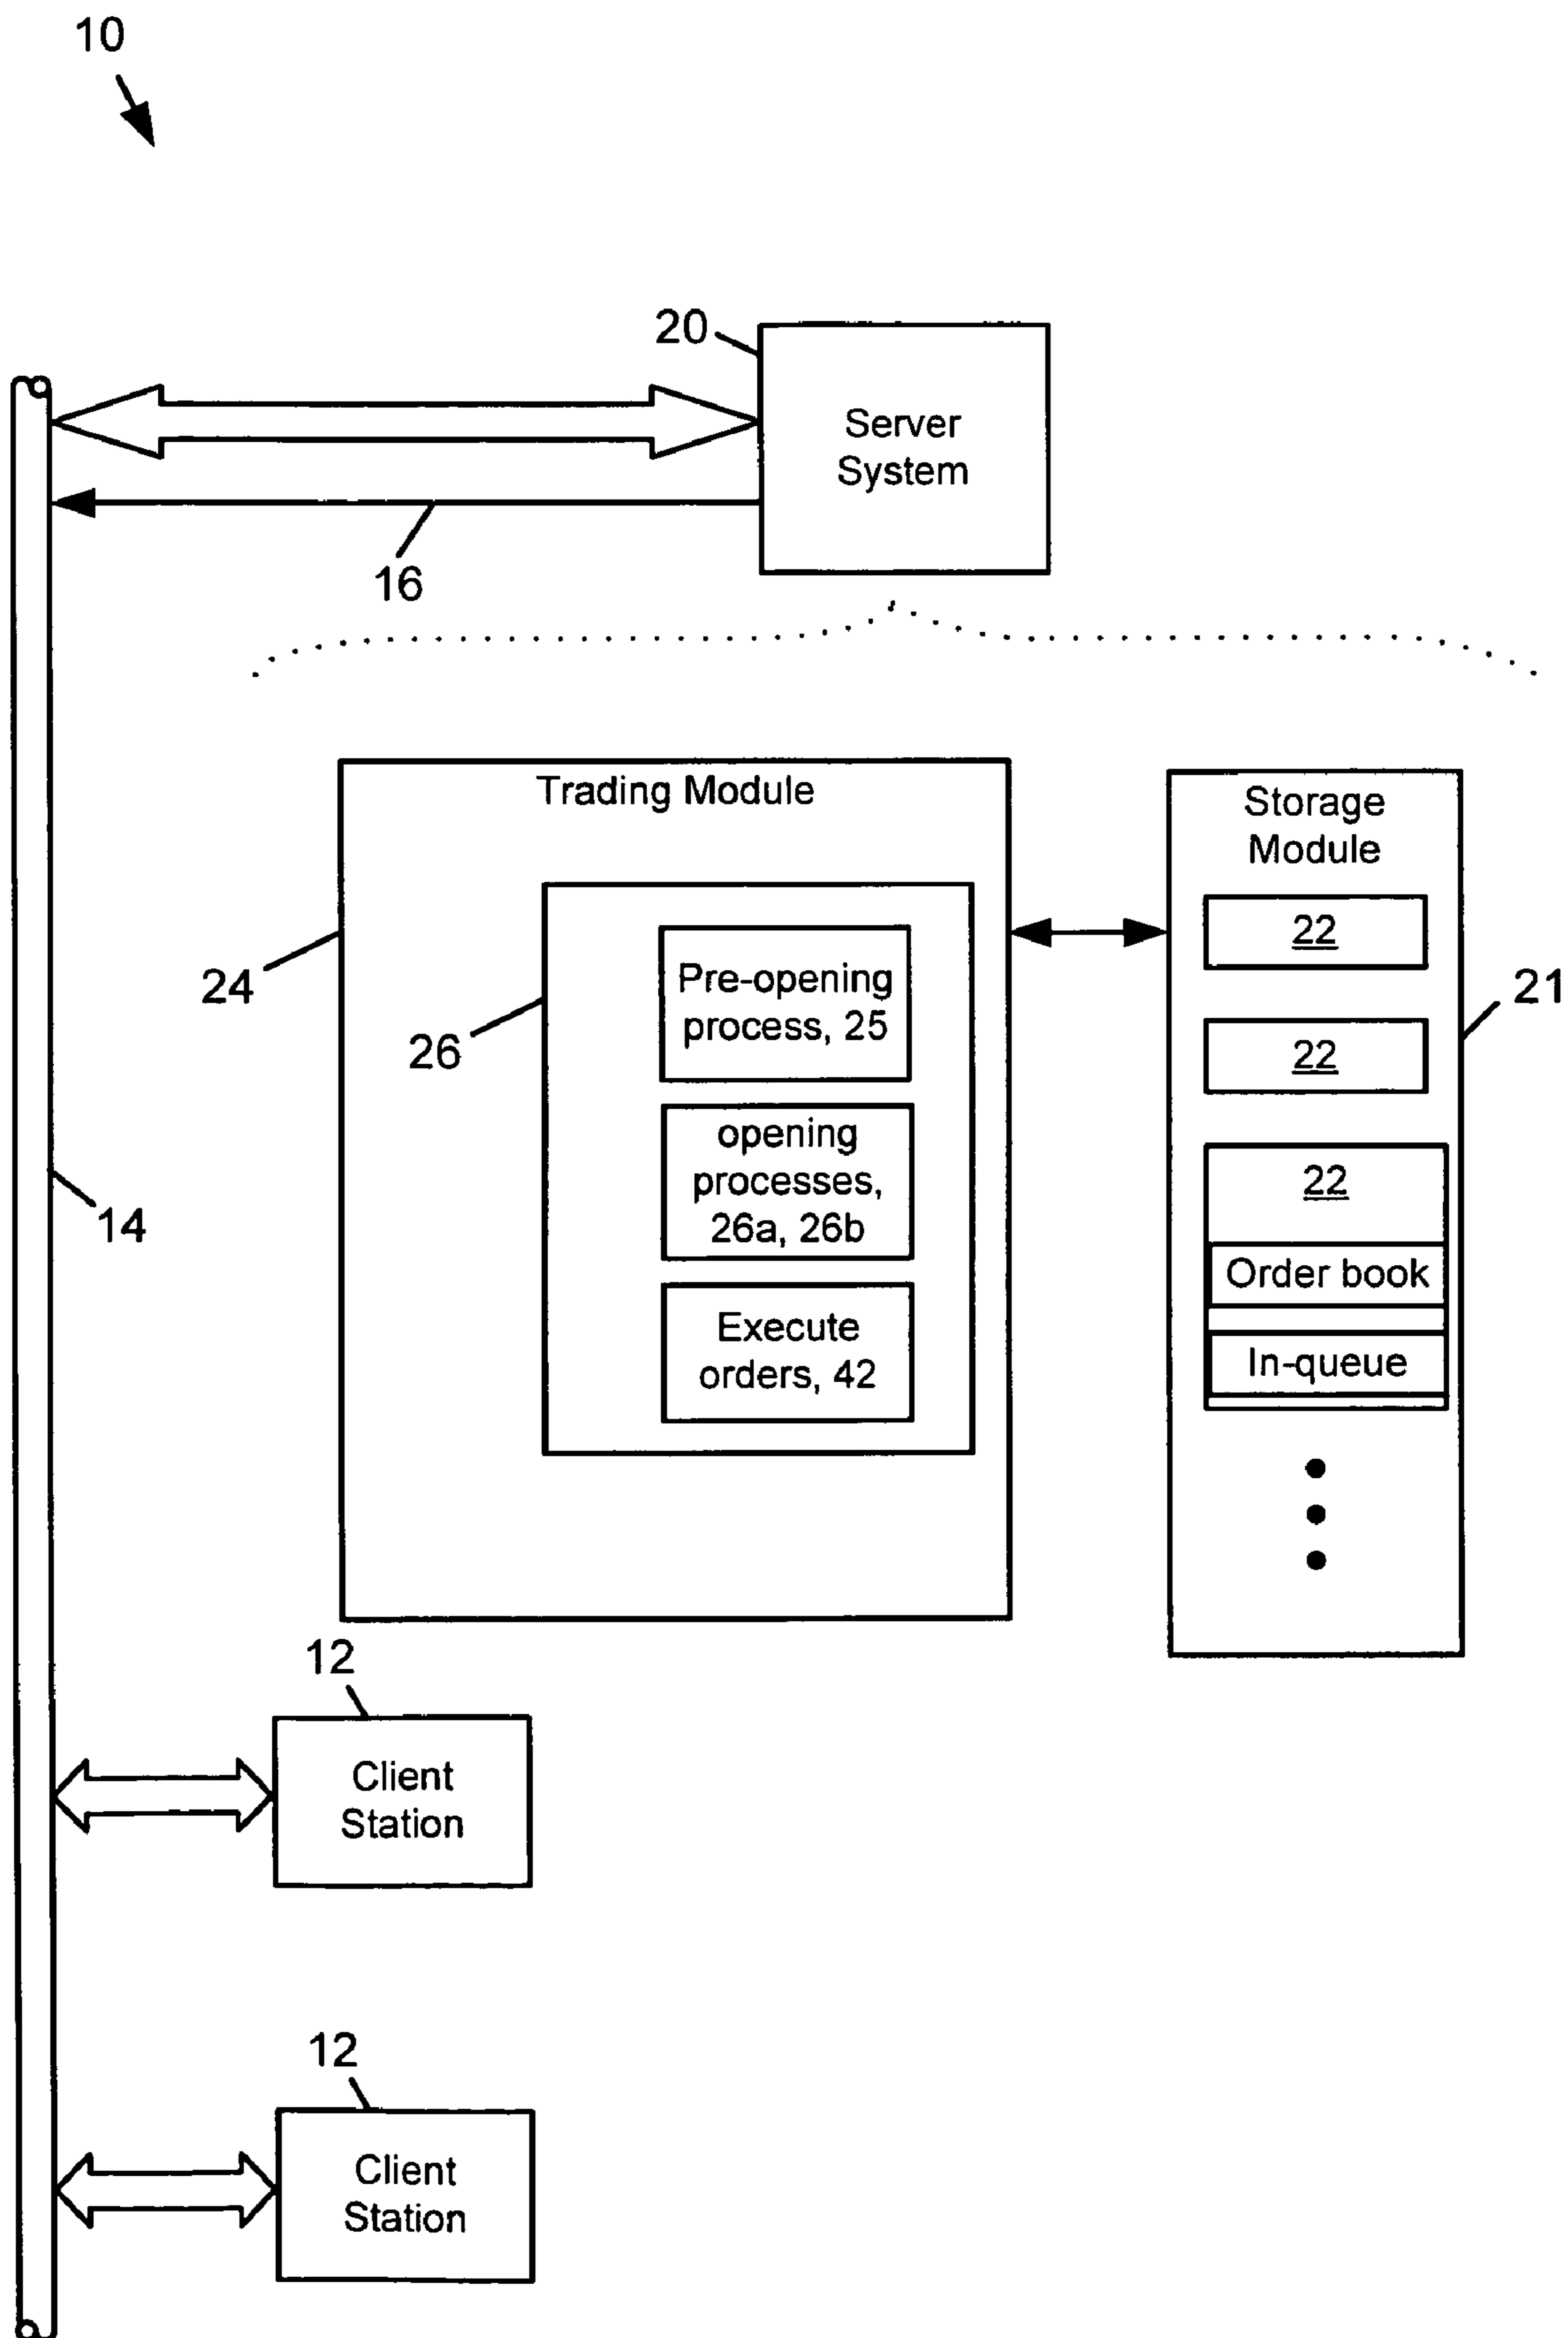 10
20
Server
System
16
Trading Module
Storage
Module
22
24
Pre-opening
process, 25
21
26
22
opening
processes,
26a, 26b
22
14
Order book
Execute
orders, 42
In-queue
12
Client
Station
12
Client
Station